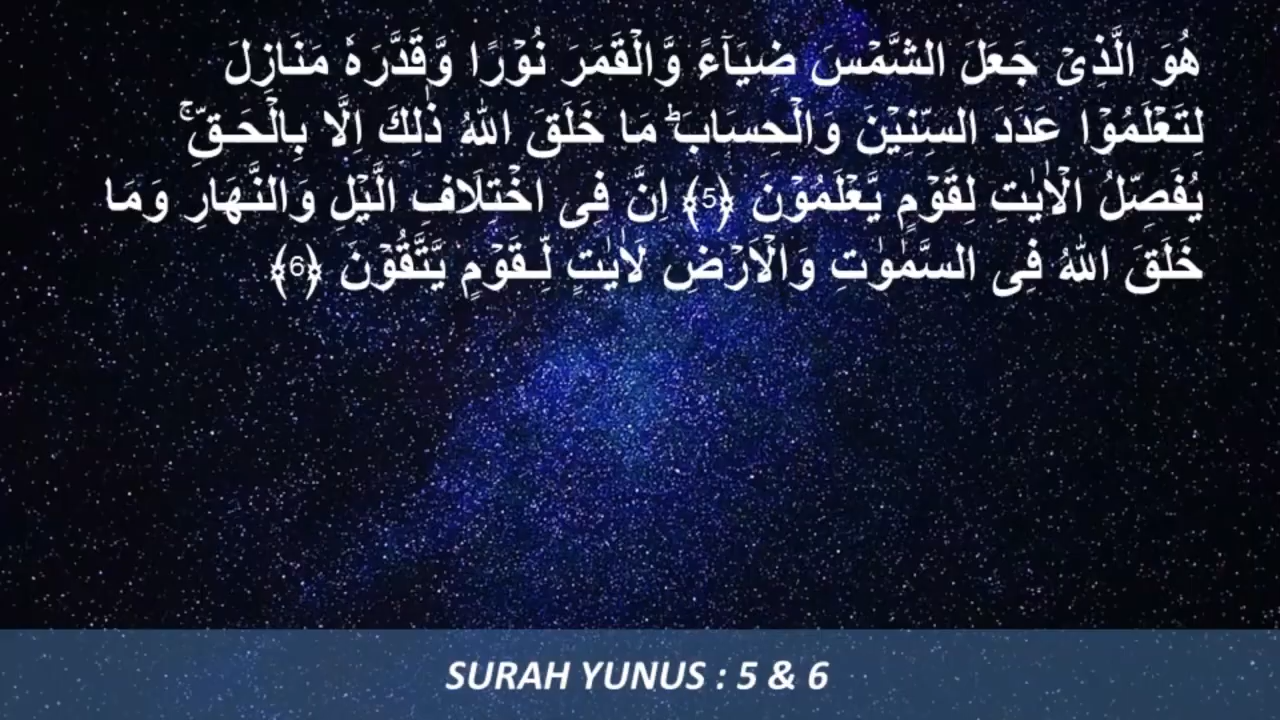 هُوَ الَّذِىۡ جَعَلَ الشَّمۡسَ ضِيَآءً وَّالۡقَمَرَ نُوۡرًا وَّقَدَّرَهٗ مَنَازِلَ
لِتَعۡلَمُوۡا عَدَدَ السِّنِيۡنَ وَالۡحِسَابَ‌ؕ مَا خَلَقَ اللّٰهُ ذٰلِكَ اِلَّا بِالۡحَـقِّ‌ۚ
يُفَصِّلُ الۡاٰيٰتِ لِقَوۡمٍ يَّعۡلَمُوۡنَ ﴿5﴾ اِنَّ فِى اخۡتِلَافِ الَّيۡلِ وَالنَّهَارِ وَمَا
خَلَقَ اللّٰهُ فِى السَّمٰوٰتِ وَالۡاَرۡضِ لَاٰيٰتٍ لِّـقَوۡمٍ يَّتَّقُوۡنَ ﴿6﴾
SURAH YUNUS : 5 & 6